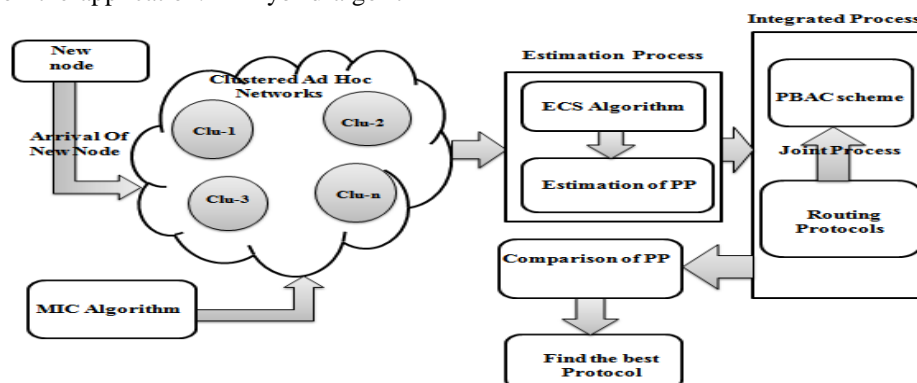 Integrated Process
New
node
Clustered Ad Hoc
Networks
Estimation Process
Clu-1
Clu-2
ECS Algorithm
PBAC scheme
Arrival Of
New Node
Joint Process
Clu-3
Clu-n
Estimation of PP
Routing
Protocols
Comparison of PP
MIC Algorithm
Find the best
Protocol